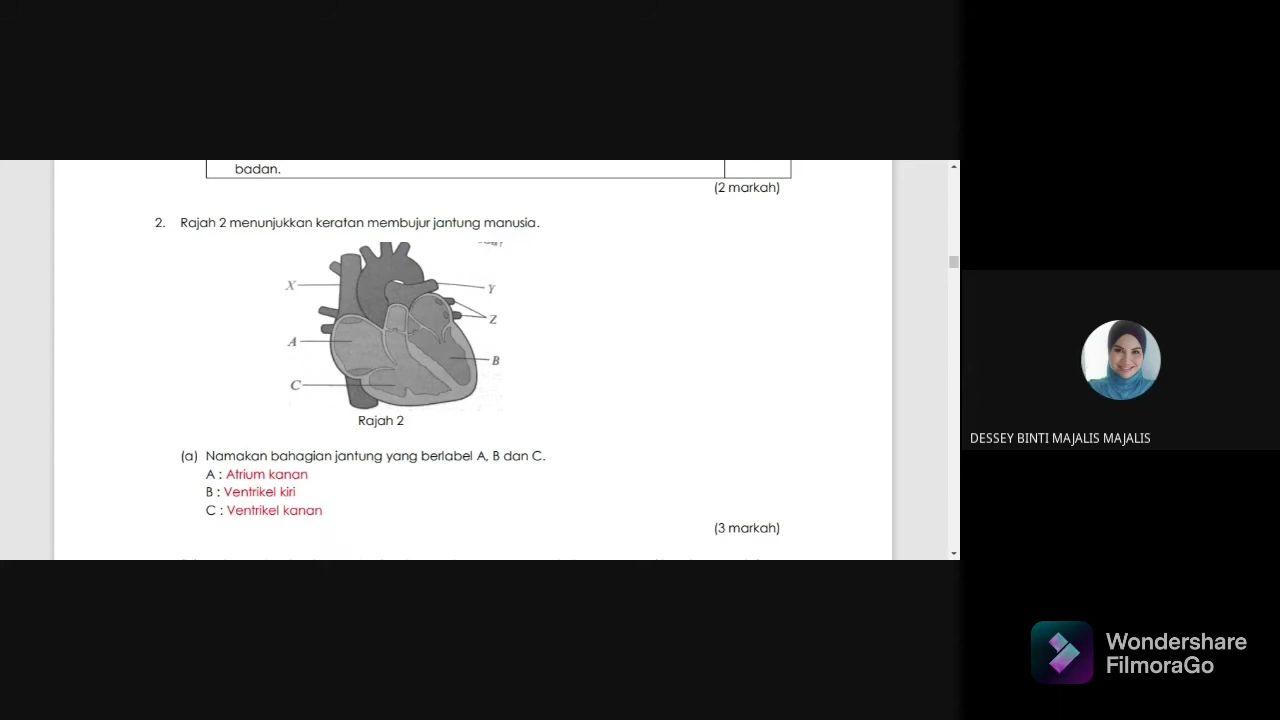 badan.
(2 markah)
2. Rajah 2 menunjukkan keratan membujur jantung manusia.
X
Y
Z
A
B
C
Rajah 2
(a) Namakan bahagian jantung yang berlabel A, B dan C.
A : Atrium kanan
B : Ventrikel kiri
C : Ventrikel kanan
(3 markah)
DESSEY BINTI MAJALIS MAJALIS
Wondershare
FilmoraGo